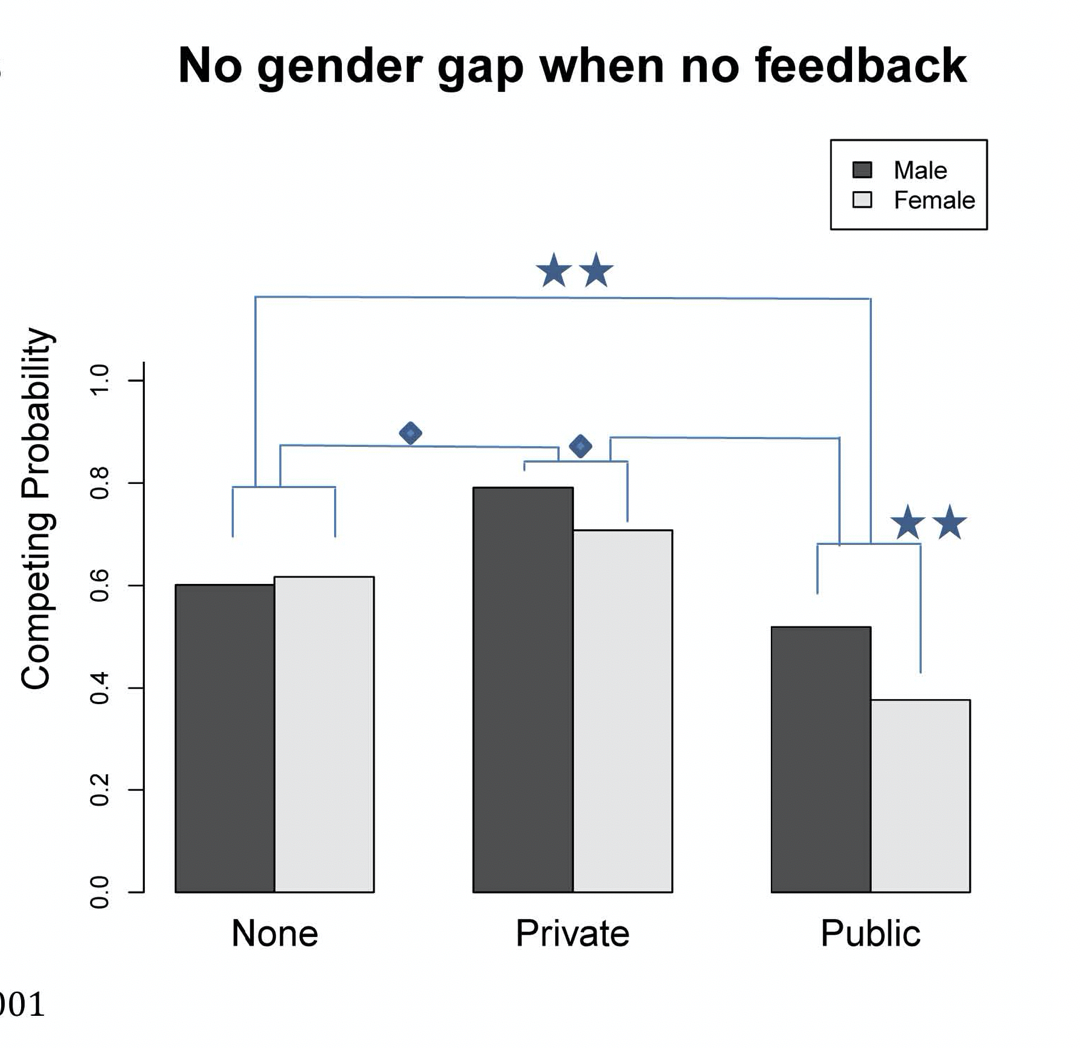 No gender gap when no feedback
Male
Female
Competing Probability
1.0
0.8
0.6
0.4
0.2
0.0
None
Private
Public
001